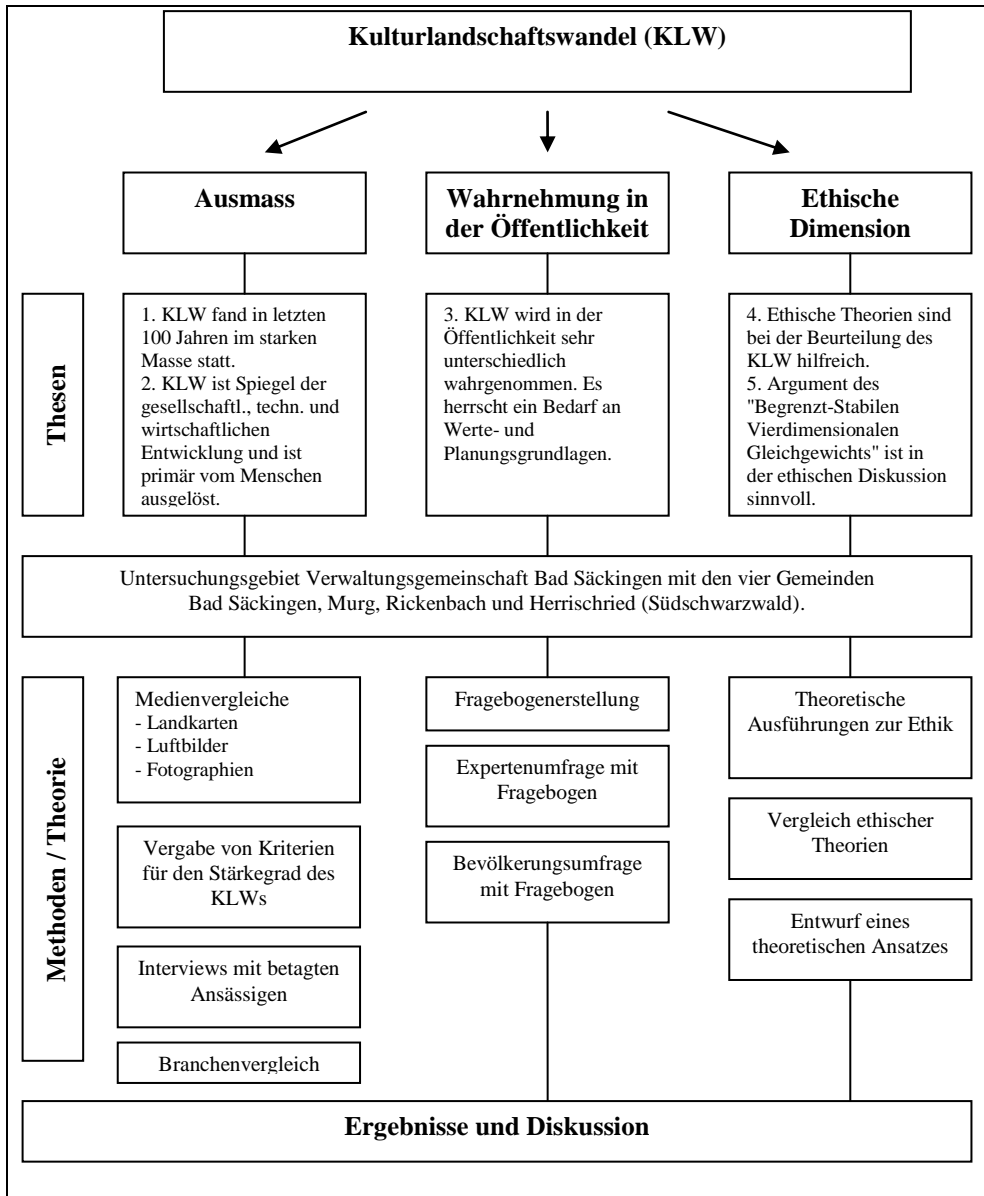 Kulturlandschaftswandel (KLW)
Ausmass
Wahrnehmung in
der Öffentlichkeit
Ethische
Dimension
Thesen
1. KLW fand in letzten
100 Jahren im starken
Masse statt.
2. KLW ist Spiegel der
gesellschaftl., techn. und
wirtschaftlichen
Entwicklung und ist
primär vom Menschen
ausgelöst.
3. KLW wird in der
Öffentlichkeit sehr
unterschiedlich
wahrgenommen. Es
herrscht ein Bedarf an
Werte- und
Planungsgrundlagen.
4. Ethische Theorien sind
bei der Beurteilung des
KLW hilfreich.
5. Argument des
"Begrenzt-Stabilen
Vierdimensionalen
Gleichgewichts" ist in
der ethischen Diskussion
sinnvoll.
Untersuchungsgebiet Verwaltungsgemeinschaft Bad Säckingen mit den vier Gemeinden
Bad Säckingen, Murg, Rickenbach und Herrischried (Südschwarzwald).
Methoden / Theorie
Medienvergleiche
- Landkarten
- Luftbilder
- Fotographien
Vergabe von Kriterien
für den Stärkegrad des
KLWs
Interviews mit betagten
Ansässigen
Branchenvergleich
Fragebogenerstellung
Expertenumfrage mit
Fragebogen
Bevölkerungsumfrage
mit Fragebogen
Theoretische
Ausführungen zur Ethik
Vergleich ethischer
Theorien
Entwurf eines
theoretischen Ansatzes
Ergebnisse und Diskussion